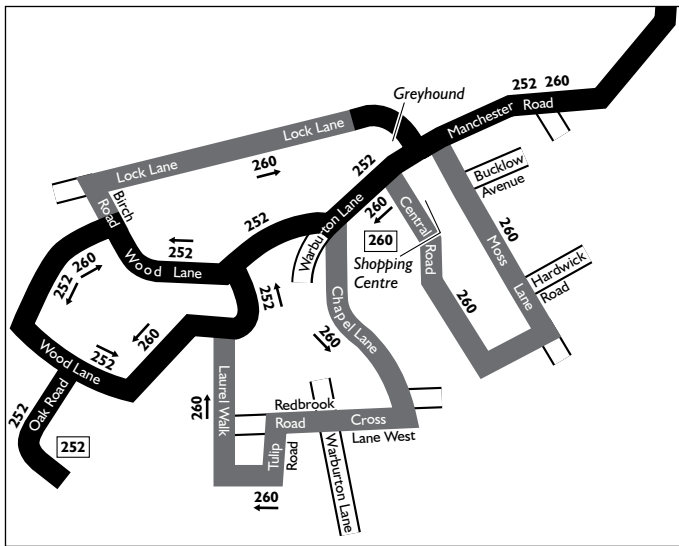 252 260
Greyhound
Manchester Road
Lock Lane
252
260
Lock Lane
Bucklow
Avenue
Birch
Road
260
Central
Road
252
Warburton Lane
260
Moss
Lane
252
260
Shopping
Centre
Wood Lane
260
252
Hardwick
Road
252
260
Chapel Lane
260
260
252
Wood Lane
Laurel Walk
Redbrook
Road
Cross
Lane West
252
Oak Road
260
252
Tulip
Road
Warburton Lane
260